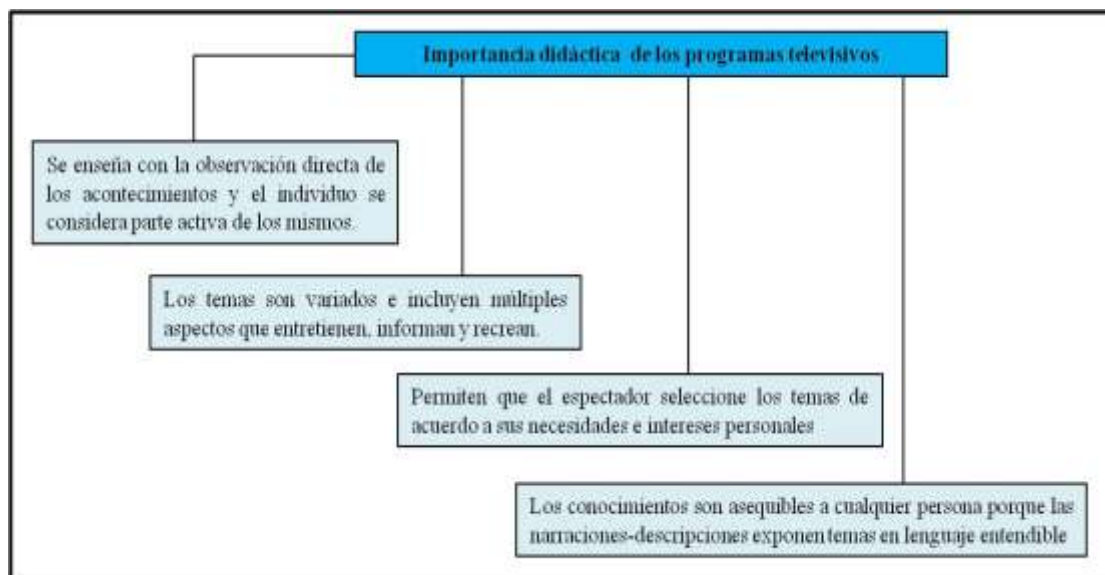 Importancia didáctica de los programas televisivos
Se enseña con la observación directa de
los acontecimientos y el individuo se
considera parte activa de los mismos.
Los temas son variados e incluyen múltiples
aspectos que entretienen, informan y recrean.
Permiten que el espectador seleccione los temas de
acuerdo a sus necesidades e intereses personales
Los conocimientos son asequibles a cualquier persona porque las
narraciones-descripciones exponen temas en lenguaje entendible